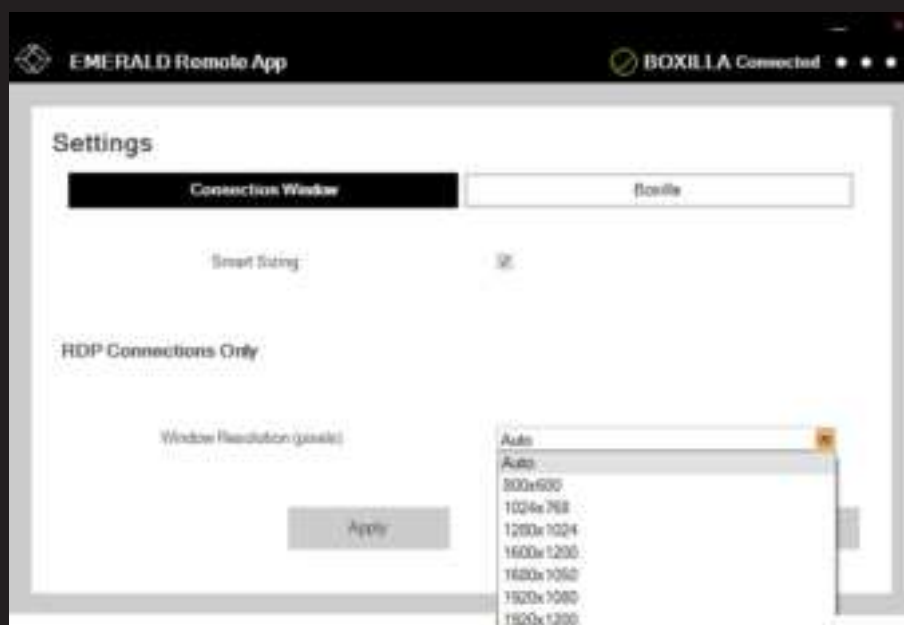 EMERALD Remote App
BOXILLA Connected
Settings
Connection Window
Boxilla
Smart Sizing
RDP Connections Only
Window Resolution (pixels)
Auto
Auto
800x600
1024x768
1280x1024
1600x1200
1680x1050
1920x1080
1920x1200
Apply